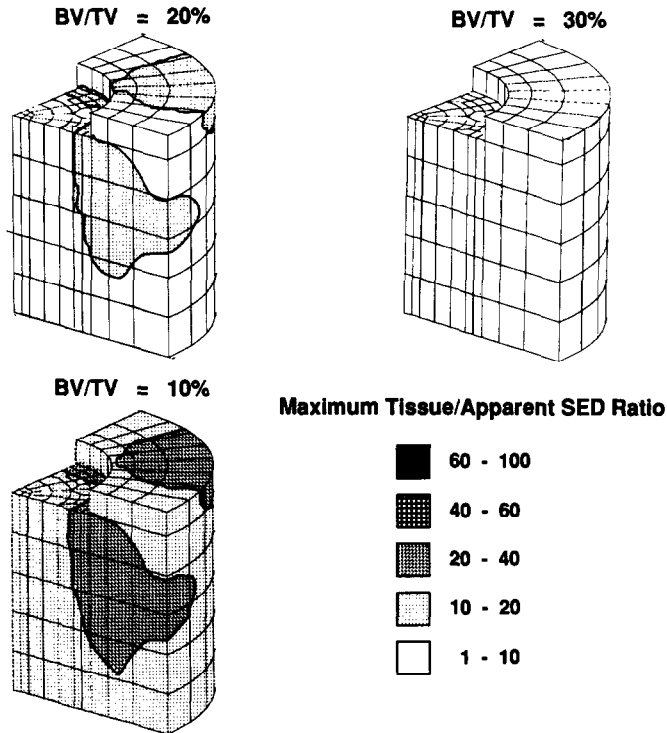 BV/TV = 20%
BV/TV = 30%
BV/TV = 10%
Maximum Tissue/Apparent SED Ratio
60 - 100
40 - 60
20 - 40
10 - 20
1 - 10